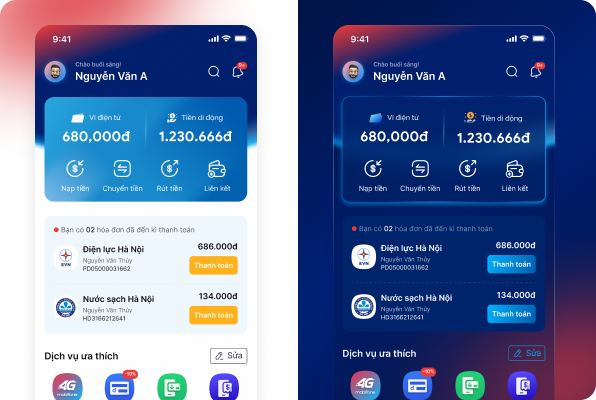 9:41
Chào buổi sáng!
Nguyễn Văn A
9+
Ví điện tử
680,000đ
Tiền di động
1.230.666đ
Nạp tiền
Chuyển tiền
Rút tiền
Liên kết
Bạn có 02 hóa đơn đã đến kì thanh toán
EVN
Điện lực Hà Nội
Nguyễn Văn Thủy
PD05000031662
686.000đ
Thanh toán
Nước sạch Hà Nội
Nguyễn Văn Thủy
HD3166212641
134.000đ
Thanh toán
Dịch vụ ưa thích
Sửa
4G
mobifone
-10%
9:41
Chào buổi sáng!
Nguyễn Văn A
9+
Ví điện tử
680,000đ
Tiền di động
1.230.666đ
Nạp tiền
Chuyển tiền
Rút tiền
Liên kết
Bạn có 02 hóa đơn đã đến kì thanh toán
EVN
Điện lực Hà Nội
Nguyễn Văn Thủy
PD05000031662
686.000đ
Thanh toán
Nước sạch Hà Nội
Nguyễn Văn Thủy
HD3166212641
134.000đ
Thanh toán
Dịch vụ ưa thích
Sửa
4G
mobifone
-10%